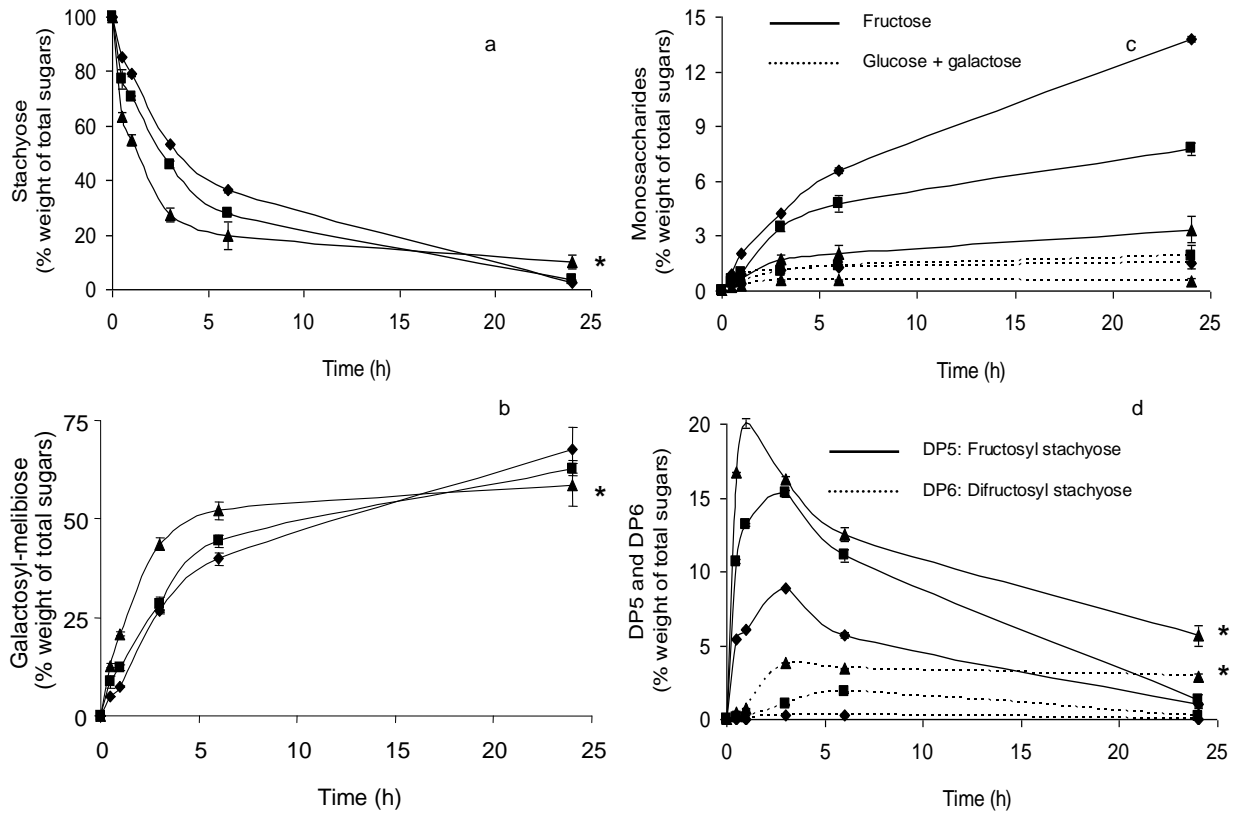 a
Stachyose
(% weight of total sugars)
100
80
60
40
20
0
*
0 5 10 15 20 25
Time (h)
c
Fructose
Glucose + galactose
Monosaccharides
(% weight of total sugars)
15
12
9
6
3
0
0 5 10 15 20 25
Time (h)
b
Galactosyl-melibiose
(% weight of total sugars)
75
50
25
0
*
0 5 10 15 20 25
Time (h)
d
DP5: Fructosyl stachyose
DP6: Difructosyl stachyose
DP5 and DP6
(% weight of total sugars)
20
15
10
5
0
*
*
0 5 10 15 20 25
Time (h)